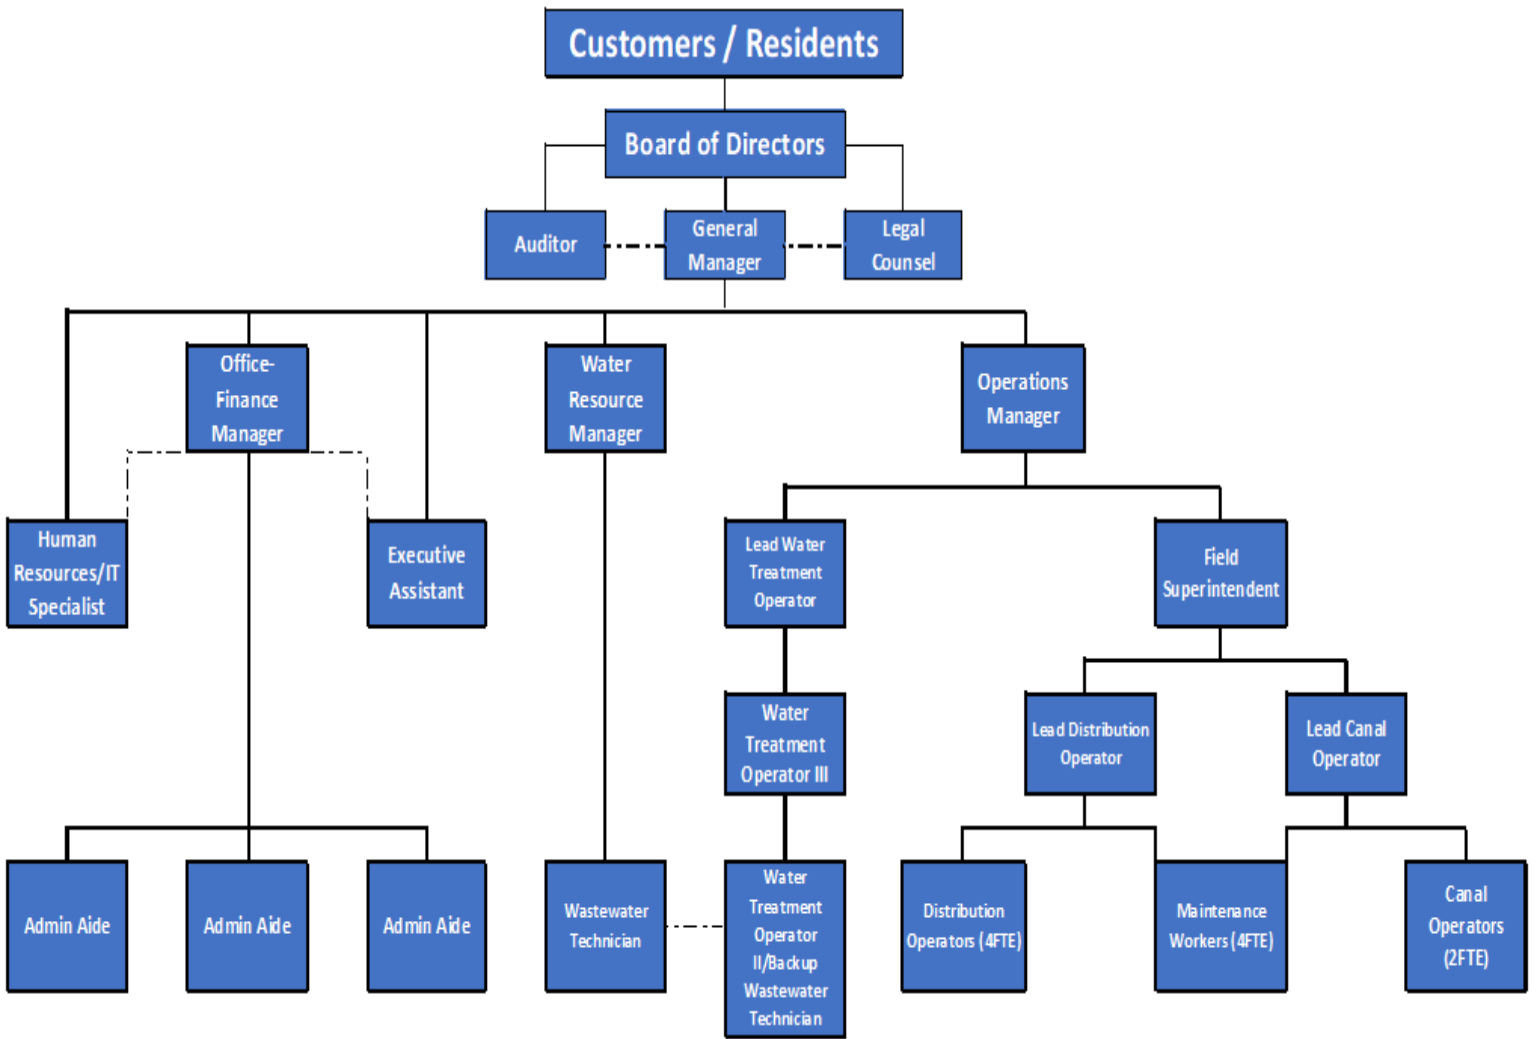 Customers / Residents
Board of Directors
Auditor
General
Manager
Legal
Counsel
Office-
Finance
Manager
Water
Resource
Manager
Operations
Manager
Human
Resources/IT
Specialist
Executive
Assistant
Lead Water
Treatment
Operator
Field
Superintendent
Water
Treatment
Operator III
Lead Distribution
Operator
Lead Canal
Operator
Admin Aide
Admin Aide
Admin Aide
Wastewater
Technician
Water
Treatment
Operator
II/Backup
Wastewater
Technician
Distribution
Operators (4FTE)
Maintenance
Workers (4FTE)
Canal
Operators
(2FTE)